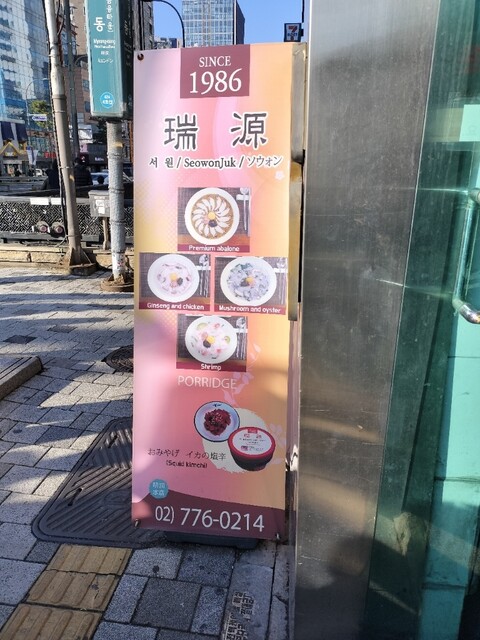 동
SINCE
1986
瑞 源
서 원 / SeowonJuk / ソウォン
Premium abalone
Ginseng and chicken
Mushroom and oyster
Shrimp
PORRIDGE
おみやげ イカの塩辛
(Squid kimchi)
02) 776-0214